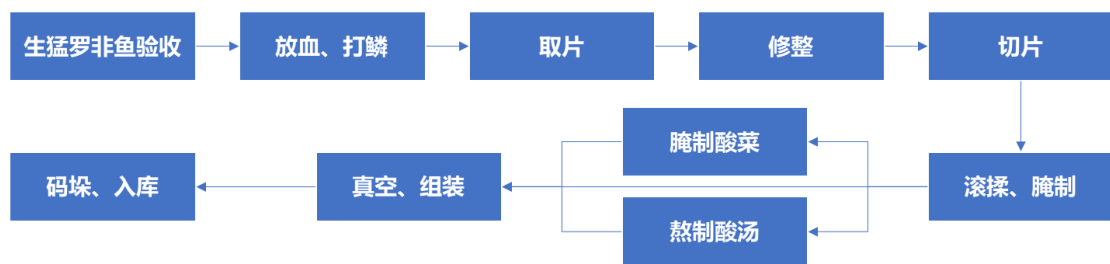 生猛罗非鱼验收
放血、打鳞
取片
修整
切片
腌制酸菜
码垛、入库
真空、组装
滚揉、腌制
熬制酸汤